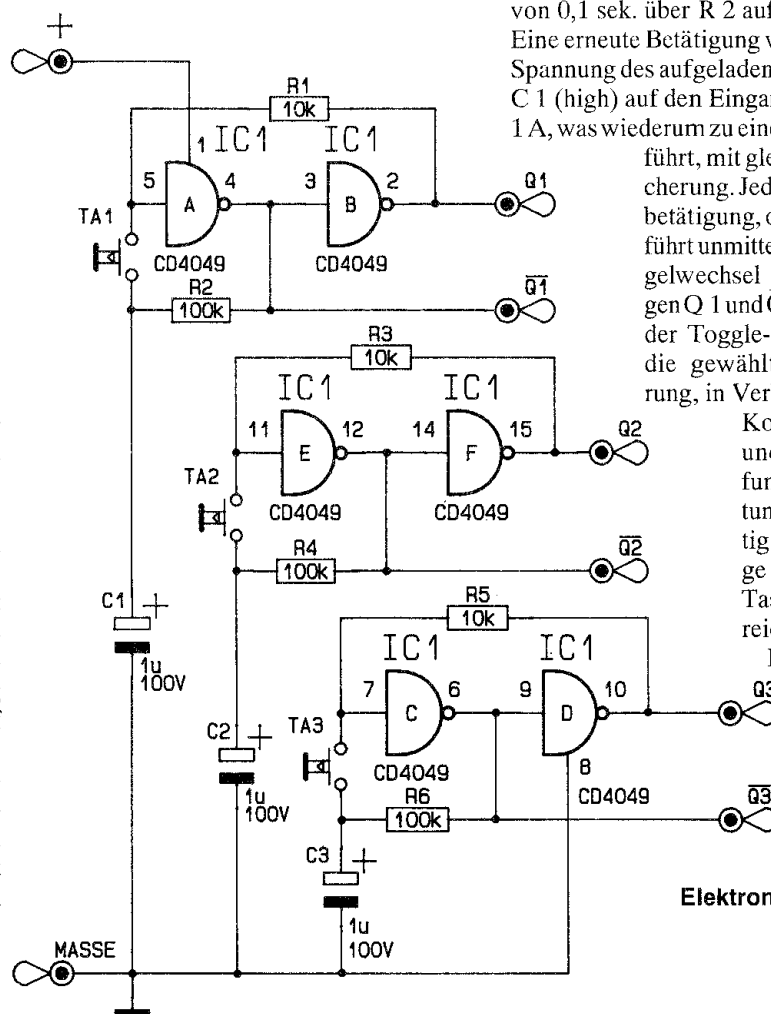 von 0,1 sek. über R 2 auf
Eine erneute Betätigung v
Spannung des aufgeladen
C 1 (high) auf den Eingan
1 A, was wiederum zu eine
führt, mit gle
cherung. Jed
betätigung, d
führt unmitte
gelwechsel
gen Q 1 und Q
der Toggle-
die gewählt
rung, in Ver
Ko
und
fun
tun
tig
ge
Tas
reic
+
R1
10k
1 IC1 IC1
5 A 4 3 B 2 Q1
TA1
CD4049 CD4049
R2
100k Q1
R3
10k
IC1 IC1
11 E 12 14 F 15 Q2
TA2
CD4049 CD4049
R4
100k Q2
C1 +
1u
100V
R5
10k
IC1 IC1
7 C 6 9 D 10 Q3
TA3
8
CD4049 CD4049
R6
100k Q3
C2 +
1u
100V
C3 +
1u
100V
Elektron
MASSE